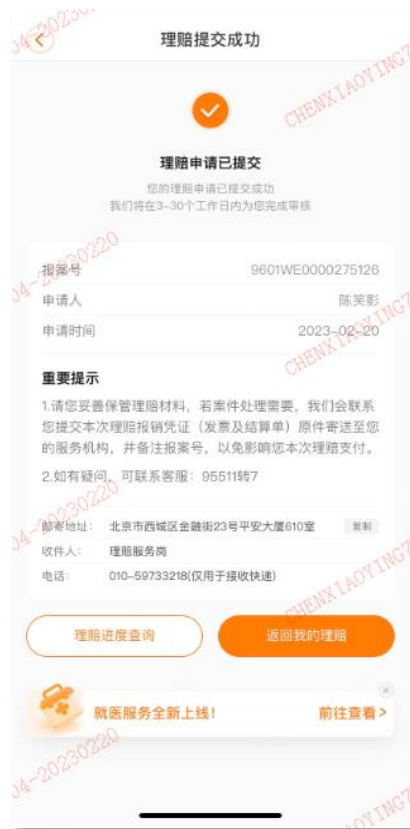 理赔提交成功
理赔申请已提交
您的理赔申请已提交成功
我们将在3-30个工作日内为您完成审核
报案号 9601WE0000275126
申请人 陈笑影
申请时间 2023-02-20
重要提示
1.请您妥善保管理赔材料，若案件处理需要，我们会联系
您提交本次理赔报销凭证（发票及结算单）原件寄送至您
的服务机构，并备注报案号，以免影响您本次理赔支付。
2.如有疑问，可联系客服：95511转7
邮寄地址： 北京市西城区金融街23号平安大厦610室 复制
收件人： 理赔服务岗
电话： 010-59733218(仅用于接收快递)
理赔进度查询 返回我的理赔
就医服务全新上线！ 前往查看>